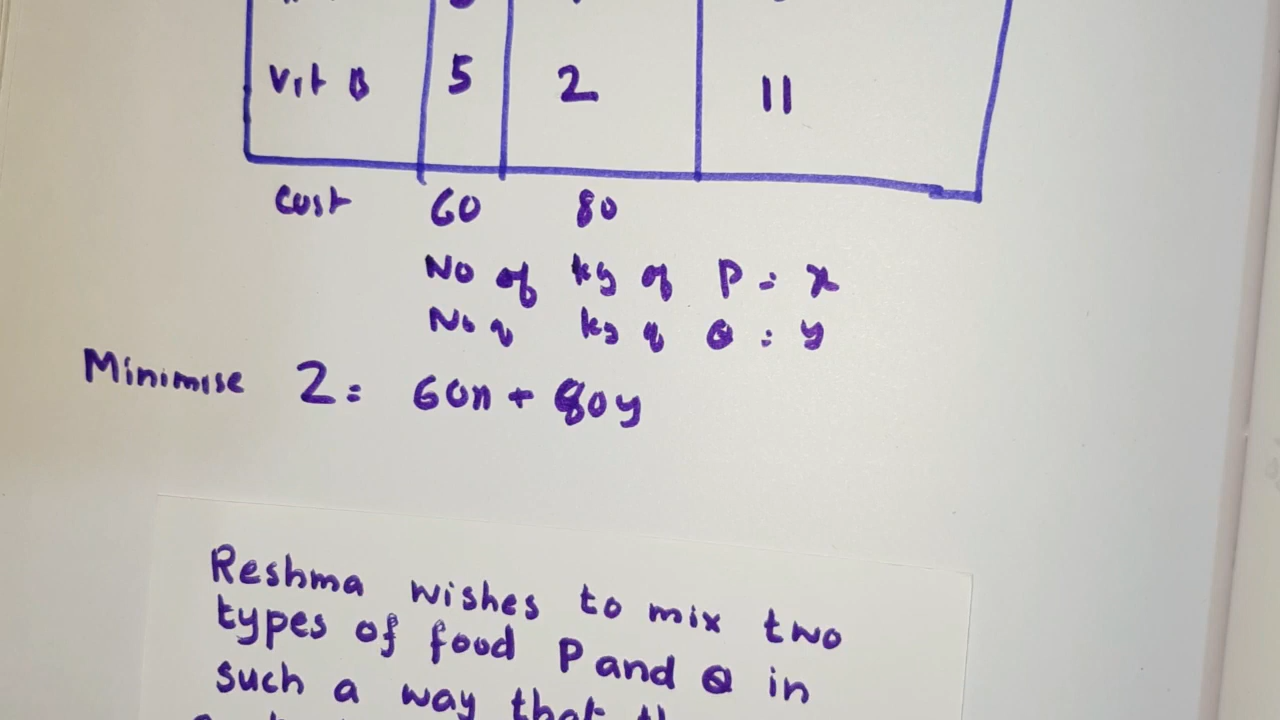 Vit B 5 2 11
Cost 60 80
No of kg of P = x
No of kg of Q : y
Minimise Z = 60x + 80y
Reshma wishes to mix two
types of food P and Q in
such a way that